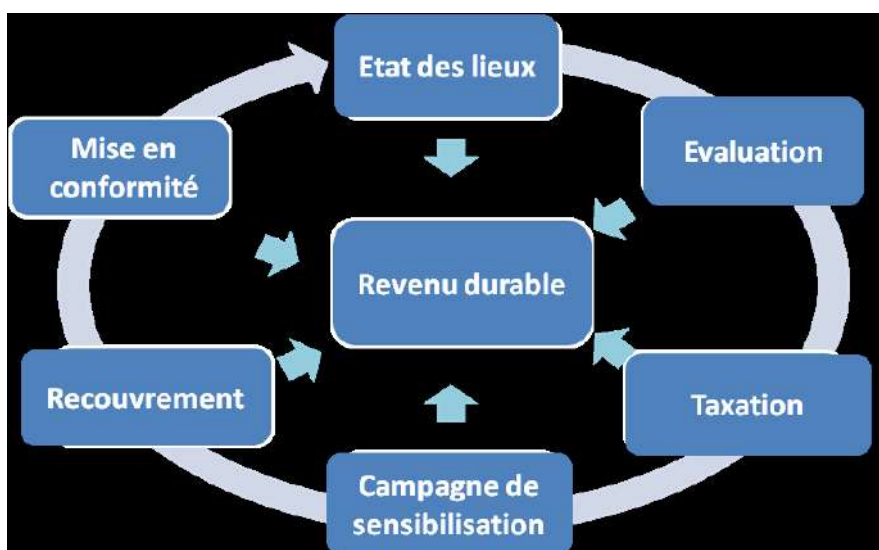 Etat des lieux
Evaluation
Taxation
Campagne de
sensibilisation
Recouvrement
Mise en
conformité
Revenu durable